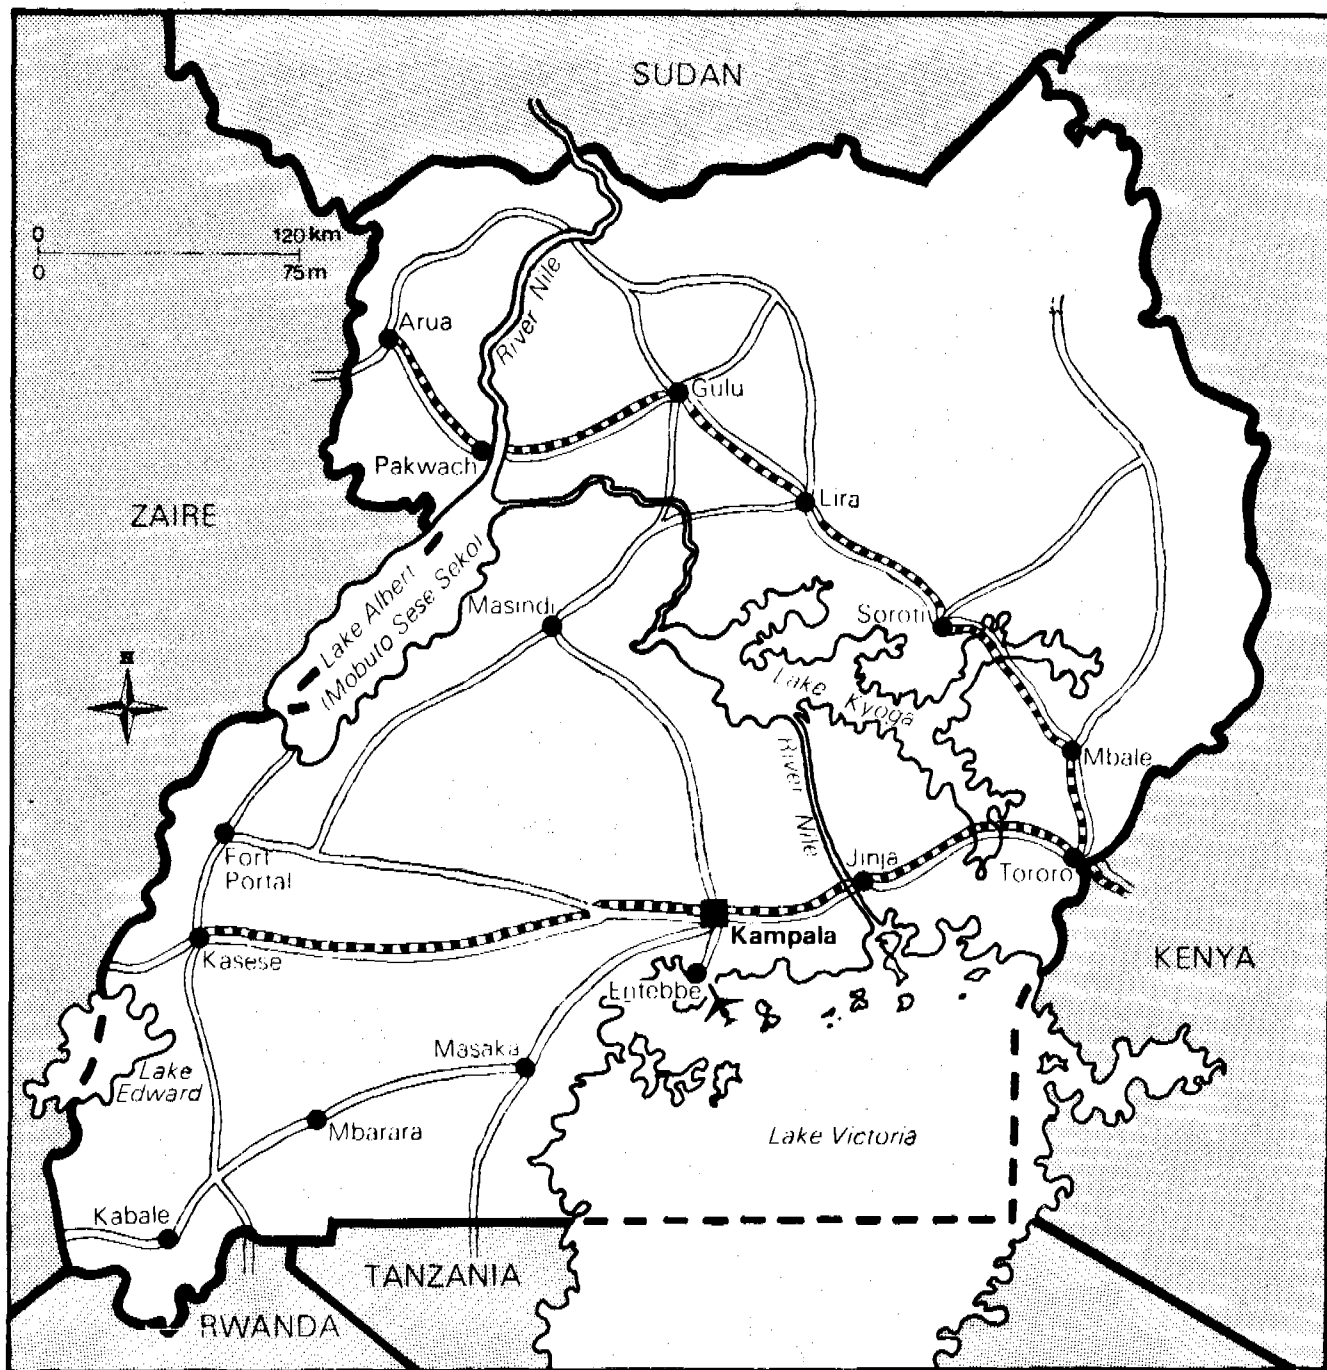 SUDAN
0
120 km
0
75 m
River Nile
Arua
Gulu
Pakwach
Lira
ZAIRE
Lake Albert
(Mobuto Sese Seko)
Masindi
Soroti
N
Lake
Kyoga
River Nile
Mbale
Fort
Portal
Jinja
Tororo
Kampala
Kasese
KENYA
Entebbe
Masaka
Lake
Edward
Mbarara
Lake Victoria
Kabale
TANZANIA
RWANDA